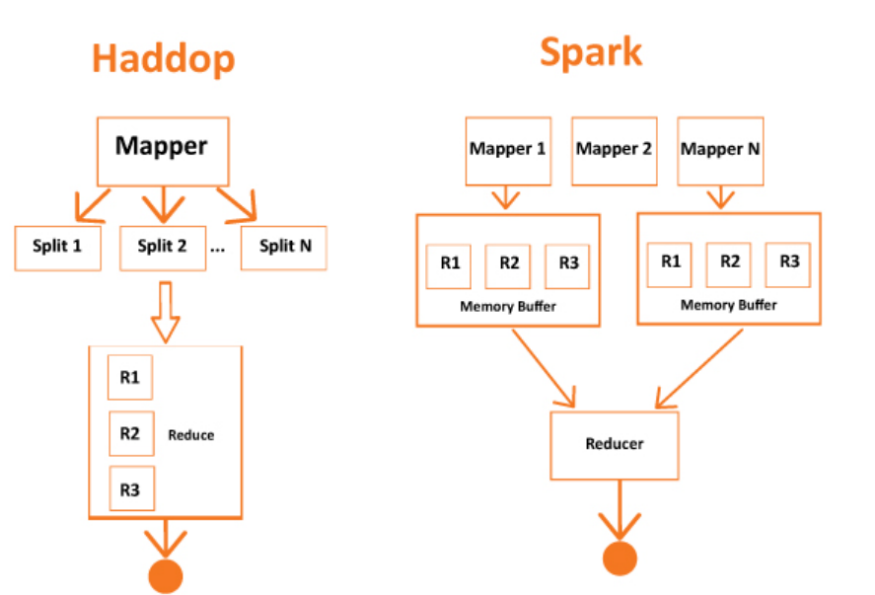 Haddop
Mapper
Split 1
Split 2
...
Split N
R1
R2
Reduce
R3
Spark
Mapper 1
Mapper 2
Mapper N
R1
R2
R3
Memory Buffer
R1
R2
R3
Memory Buffer
Reducer